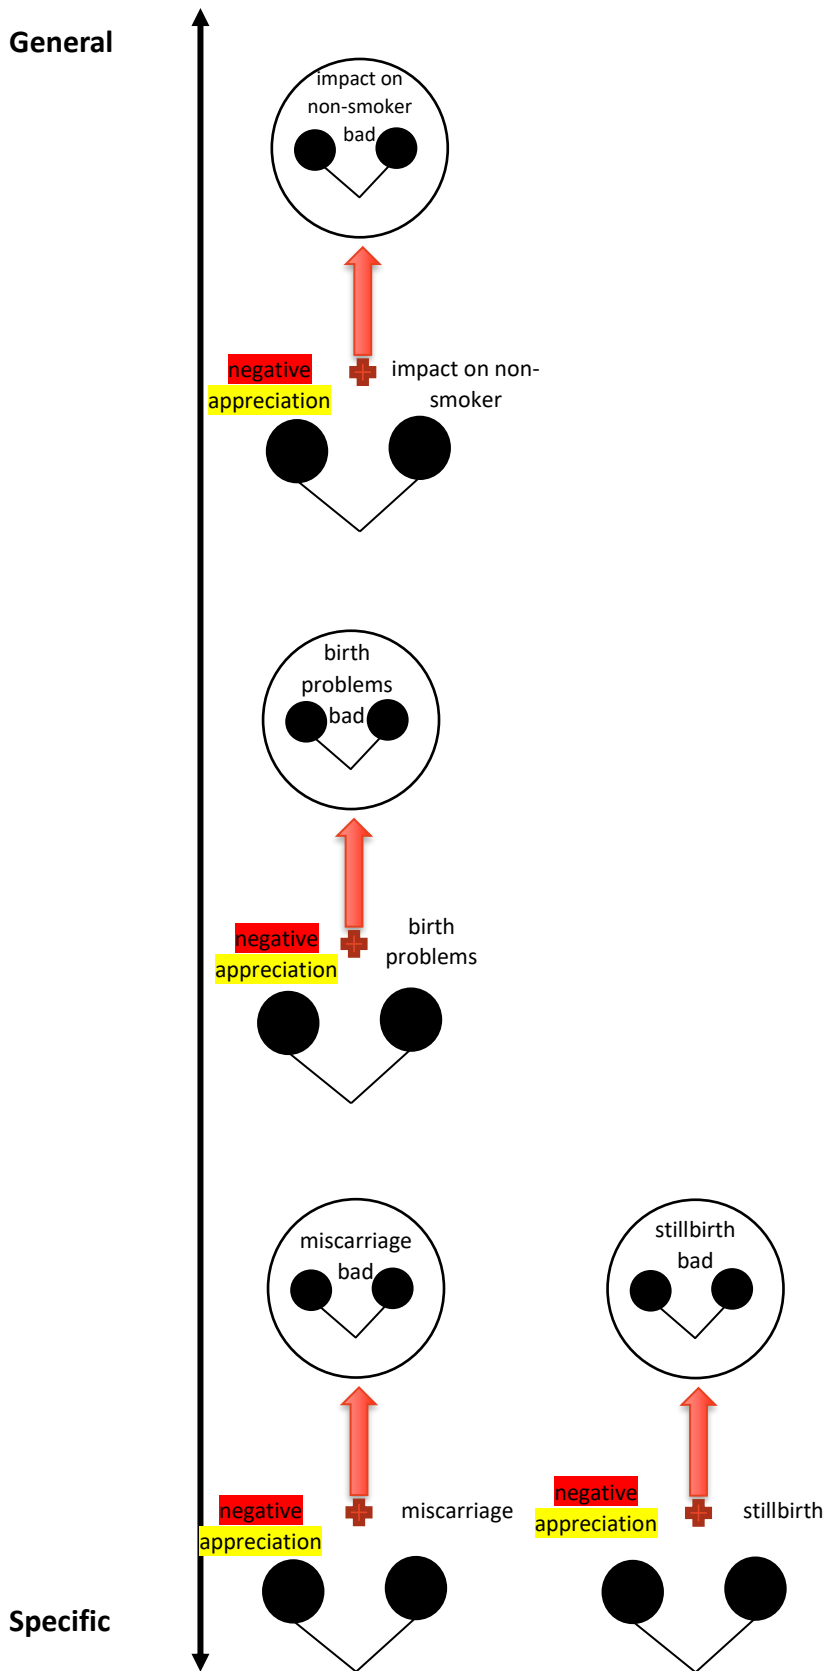 General
impact on
non-smoker
bad
negative
appreciation
impact on non-
smoker
birth
problems
bad
negative
appreciation
birth
problems
miscarriage
bad
stillbirth
bad
negative
appreciation
miscarriage
negative
appreciation
stillbirth
Specific